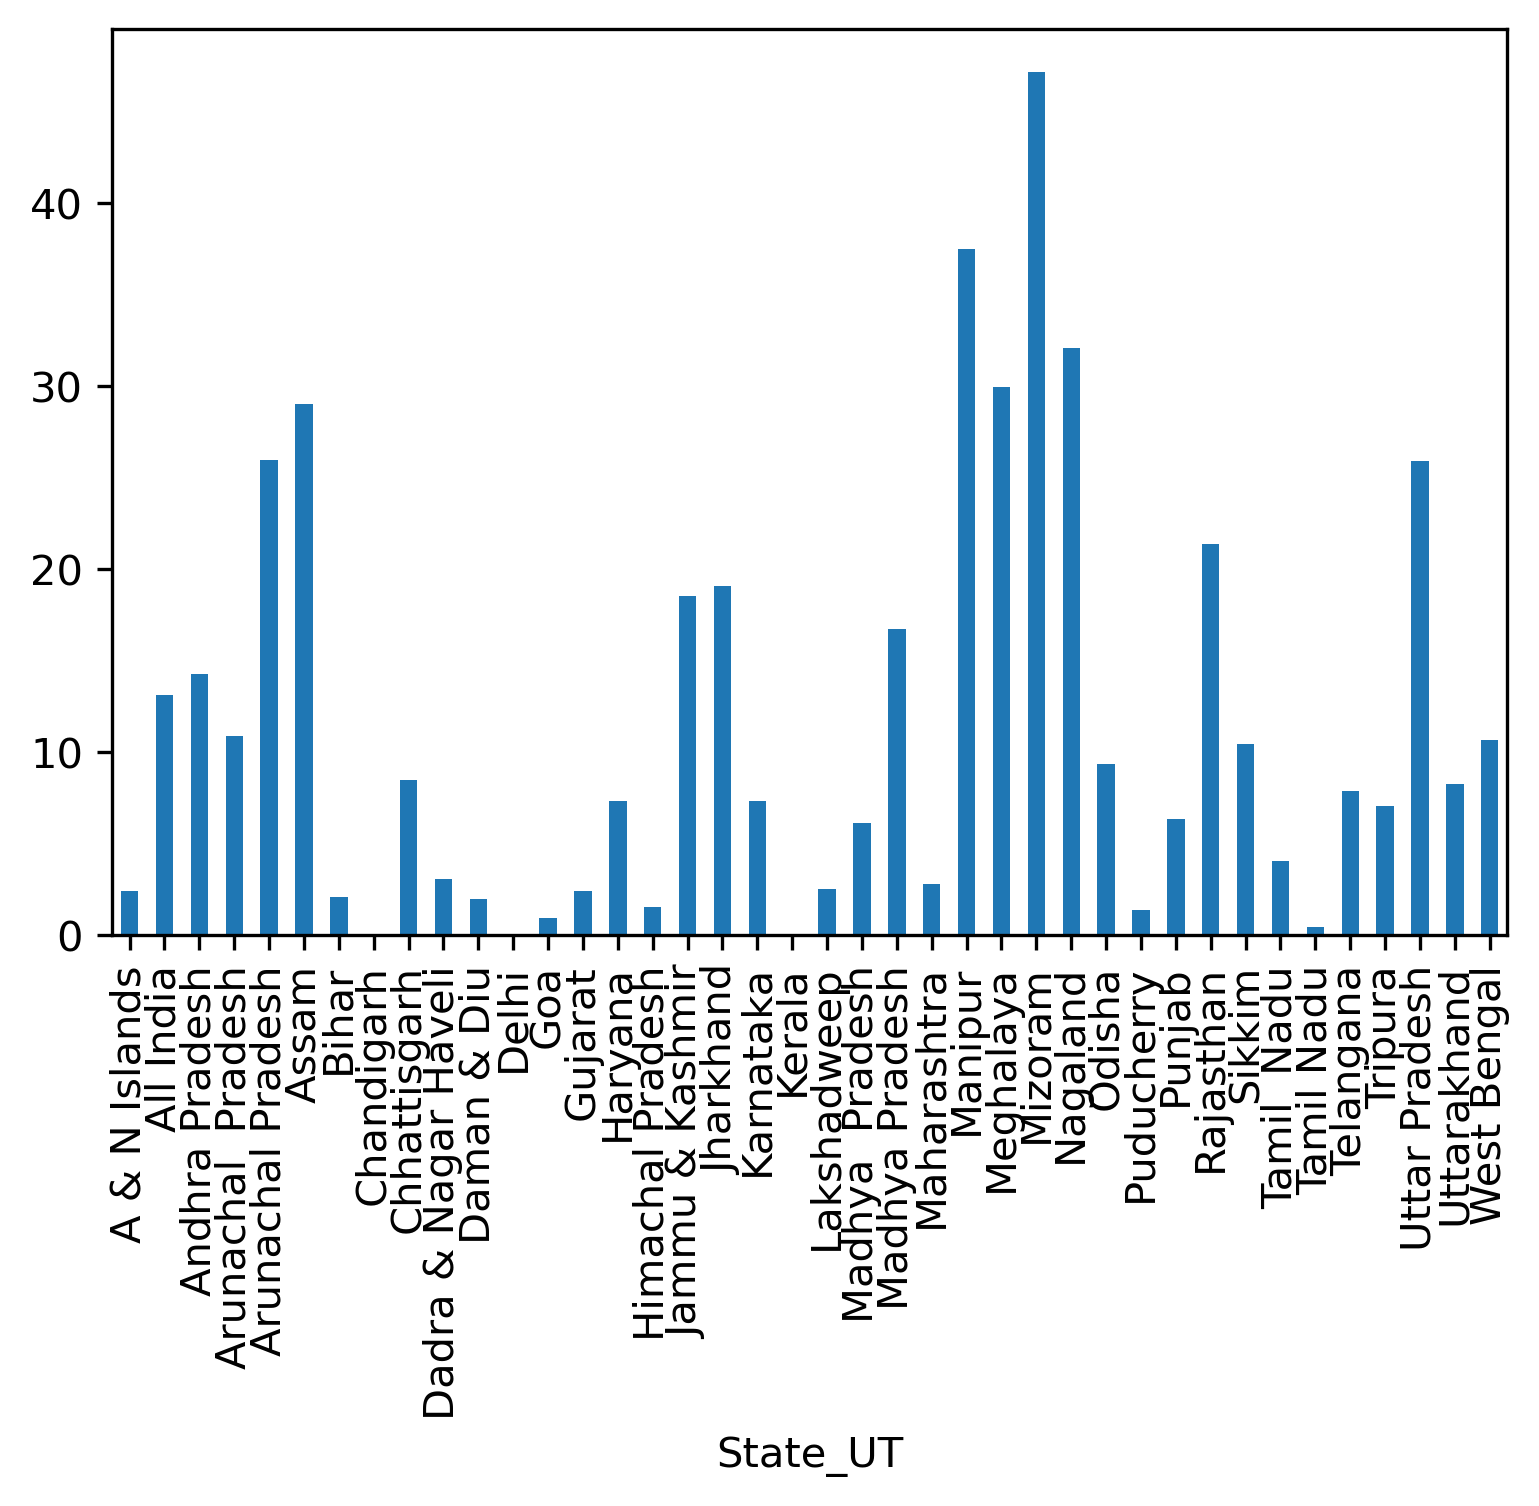 40
30
20
10
0
A & N Islands
All India
Andhra Pradesh
Arunachal  Pradesh
Arunachal Pradesh
Assam
Bihar
Chandigarh
Chhattisgarh
Dadra & Nagar Haveli
Daman & Diu
Delhi
Goa
Gujarat
Haryana
Himachal Pradesh
Jammu & Kashmir
Jharkhand
Karnataka
Kerala
Lakshadweep
Madhya  Pradesh
Madhya Pradesh
Maharashtra
Manipur
Meghalaya
Mizoram
Nagaland
Odisha
Puducherry
Punjab
Rajasthan
Sikkim
Tamil  Nadu
Tamil Nadu
Telangana
Tripura
Uttar Pradesh
Uttarakhand
West Bengal
State_UT